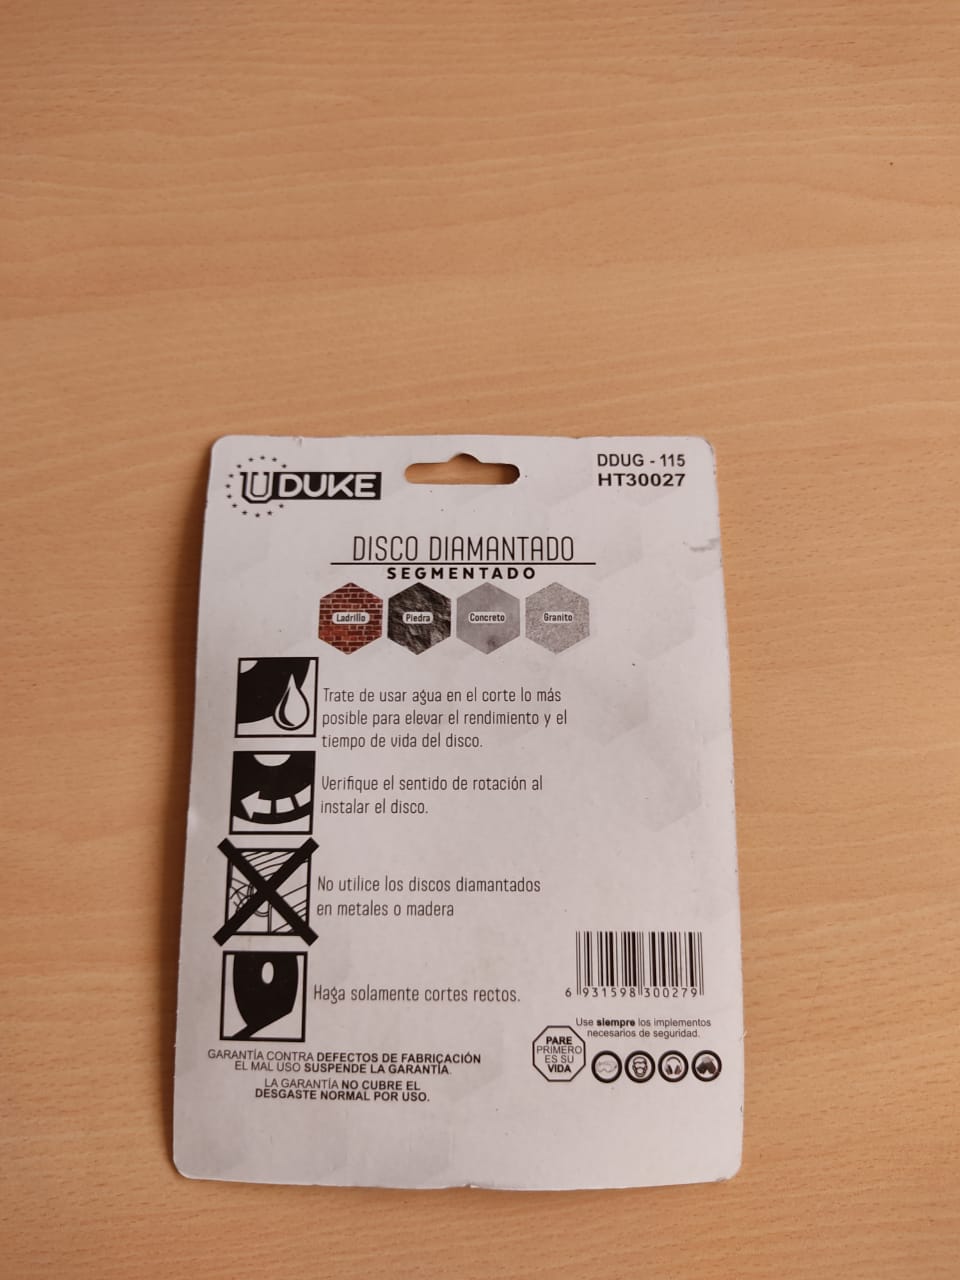 U DUKE
DDUG - 115
HT30027
DISCO DIAMANTADO
SEGMENTADO
Ladrillo
Piedra
Concreto
Granito
Trate de usar agua en el corte lo más
posible para elevar el rendimiento y el
tiempo de vida del disco.
Verifique el sentido de rotación al
instalar el disco.
No utilice los discos diamantados
en metales o madera
Haga solamente cortes rectos.
6 931598 300279
Use siempre los implementos
necesarios de seguridad.
PARE
PRIMERO
ES SU
VIDA
GARANTÍA CONTRA DEFECTOS DE FABRICACIÓN
EL MAL USO SUSPENDE LA GARANTÍA.
LA GARANTÍA NO CUBRE EL
DESGASTE NORMAL POR USO.